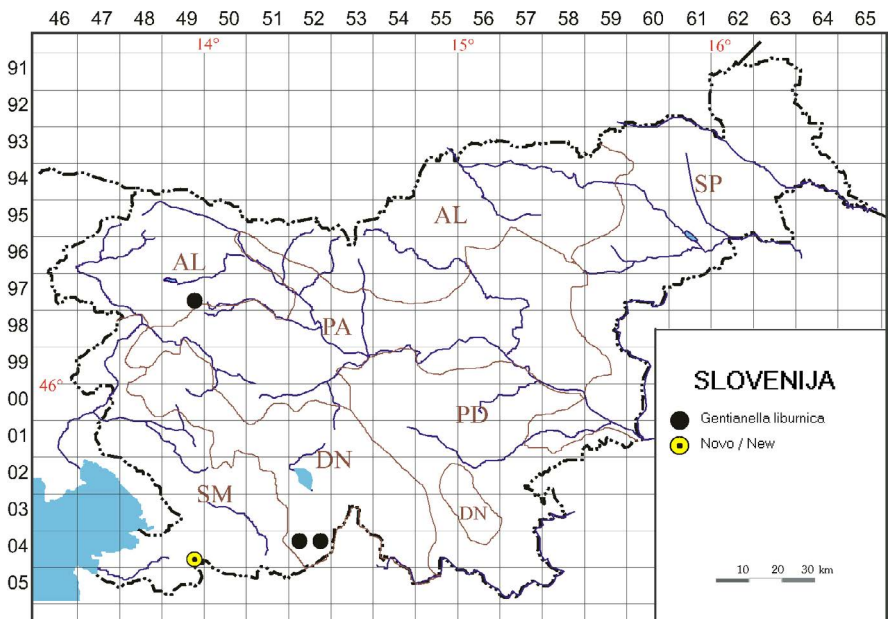 46 47 48 49 50 51 52 53 54 55 56 57 58 59 60 61 62 63 64 65
14° 15° 16°
91
92
93
94
SP
95
AL
96
AL
97
PA
98
99
46°
SLOVENIJA
00
PD
Gentianella liburnica
01
Novo / New
DN
02
SM
03
DN
04
05
10 20 30 km